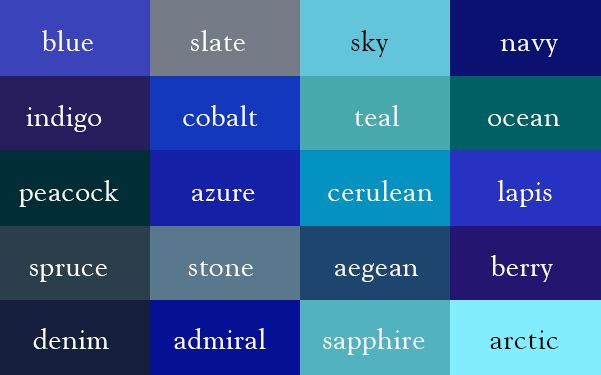 blue slate sky navy
indigo cobalt teal ocean
peacock azure cerulean lapis
spruce stone aegean berry
denim admiral sapphire arctic